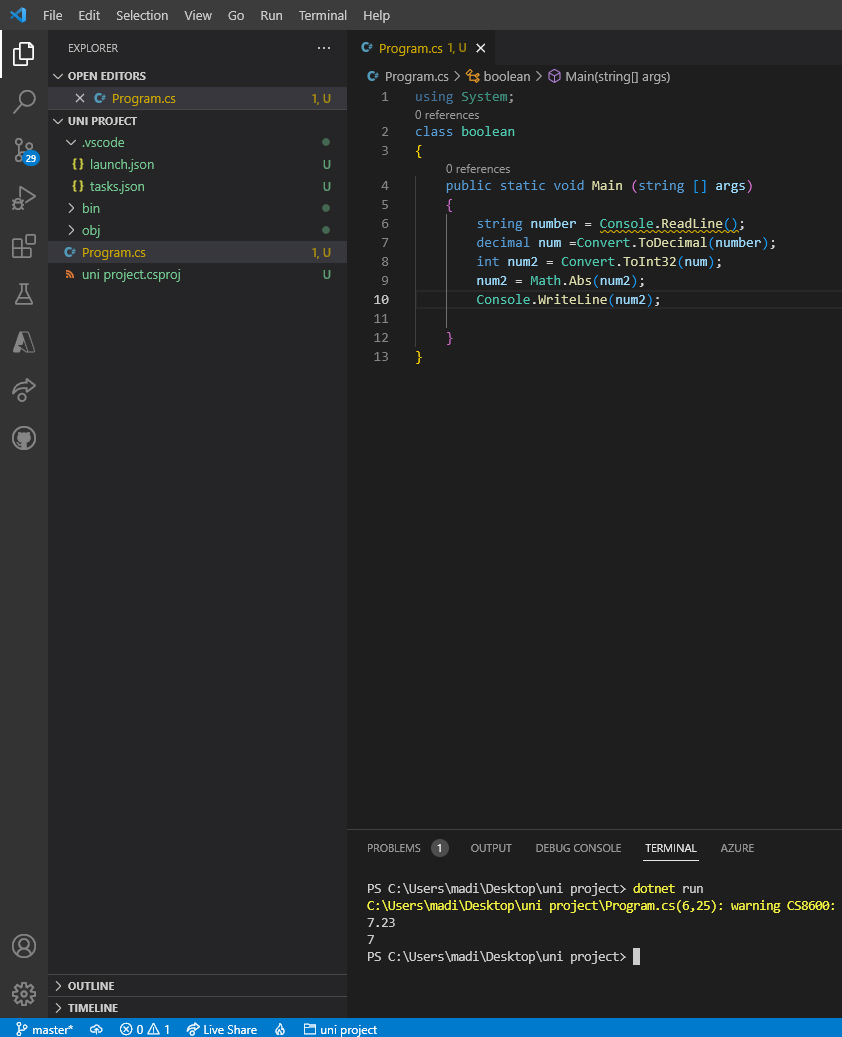 File Edit Selection View Go Run Terminal Help
EXPLORER ...
OPEN EDITORS
Program.cs 1, U
UNI PROJECT
.vscode
{} launch.json U
{} tasks.json U
bin
obj
Program.cs 1, U
uni project.csproj U
29
OUTLINE
TIMELINE
Program.cs 1, U
Program.cs > boolean > Main(string[] args)
1 using System;
0 references
2 class boolean
3 {
0 references
4 public static void Main (string [] args)
5 {
6 string number = Console.ReadLine();
7 decimal num =Convert.ToDecimal(number);
8 int num2 = Convert.ToInt32(num);
9 num2 = Math.Abs(num2);
10 Console.WriteLine(num2);
11
12 }
13 }
PROBLEMS 1 OUTPUT DEBUG CONSOLE TERMINAL AZURE
PS C:\Users\madi\Desktop\uni project> dotnet run
C:\Users\madi\Desktop\uni project\Program.cs(6,25): warning CS8600:
7.23
7
PS C:\Users\madi\Desktop\uni project>
master* 0 1 Live Share uni project